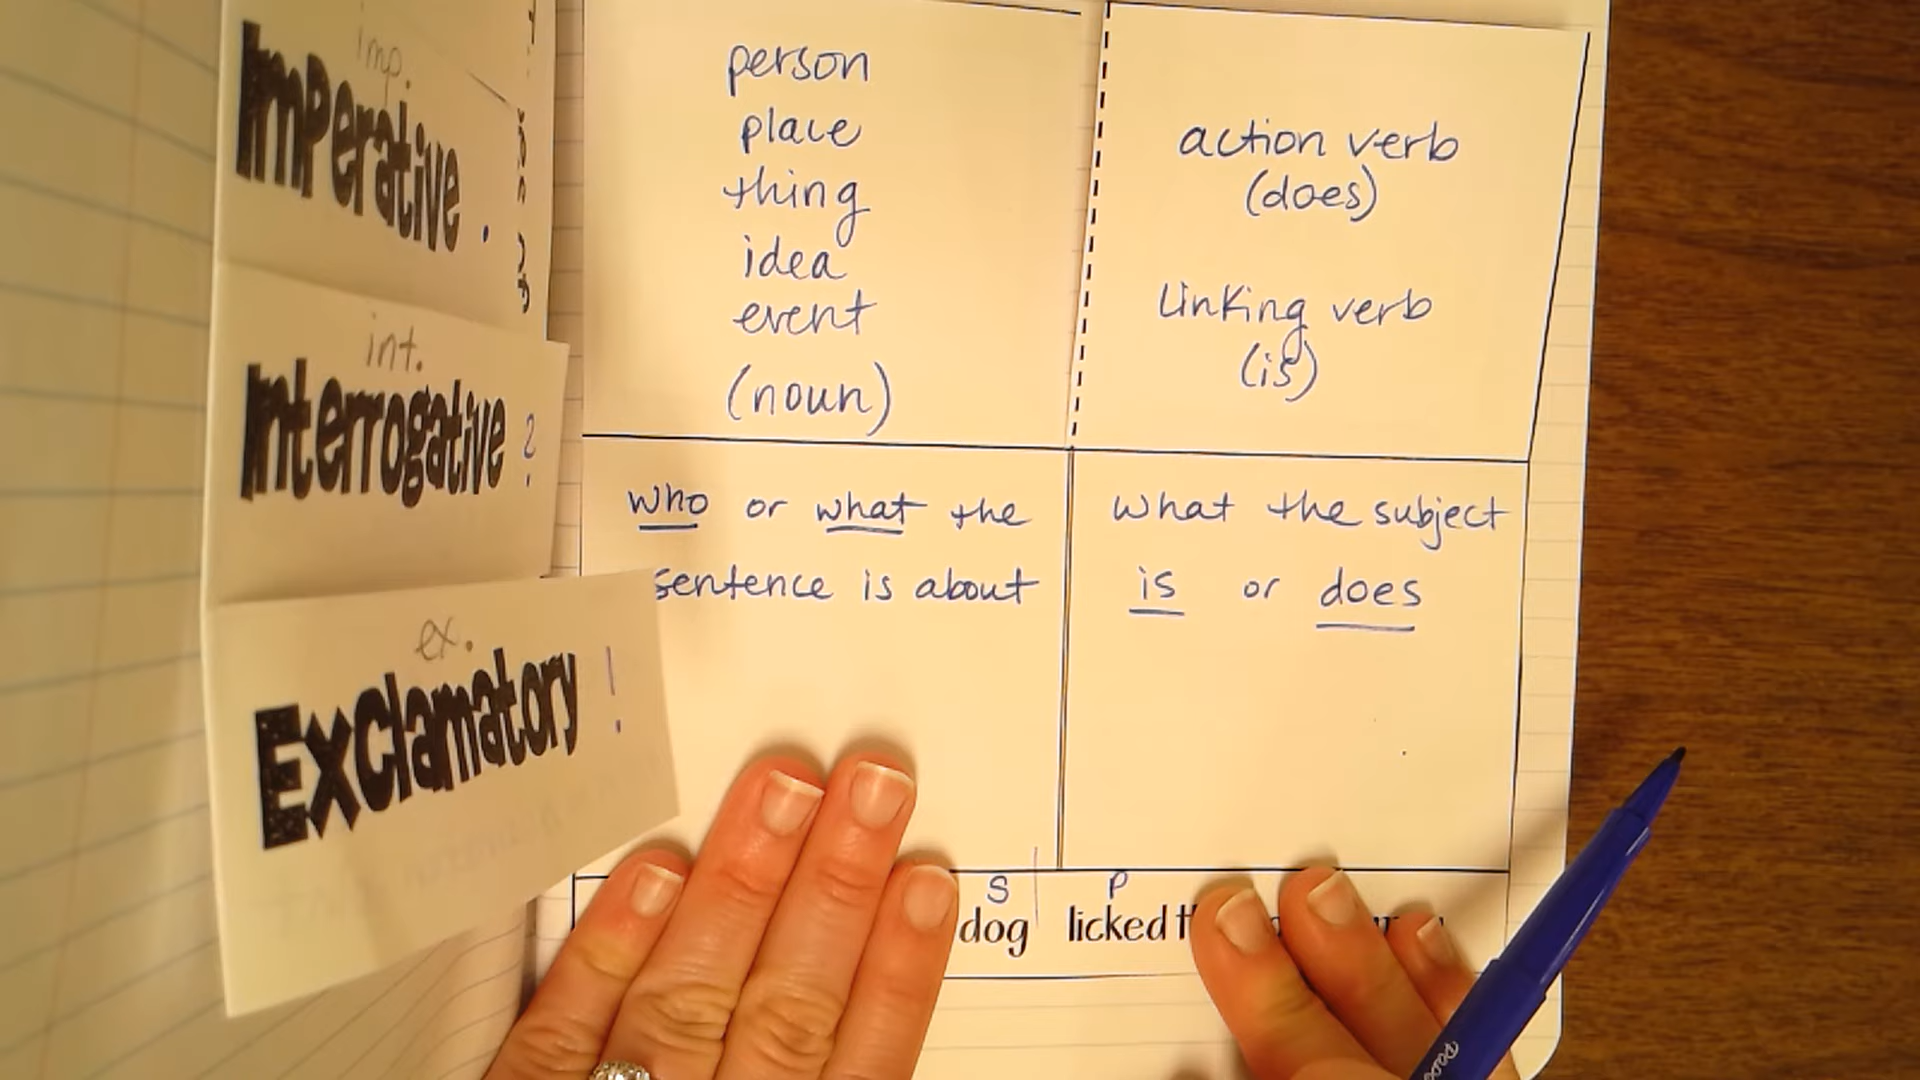 imp.
Imperative .
int.
Interrogative ?
ex.
Exclamatory !
person
place
thing
idea
event
(noun)
action verb
(does)
Linking verb
(is)
who or what the
sentence is about
what the subject
is or does
S P
dog licked